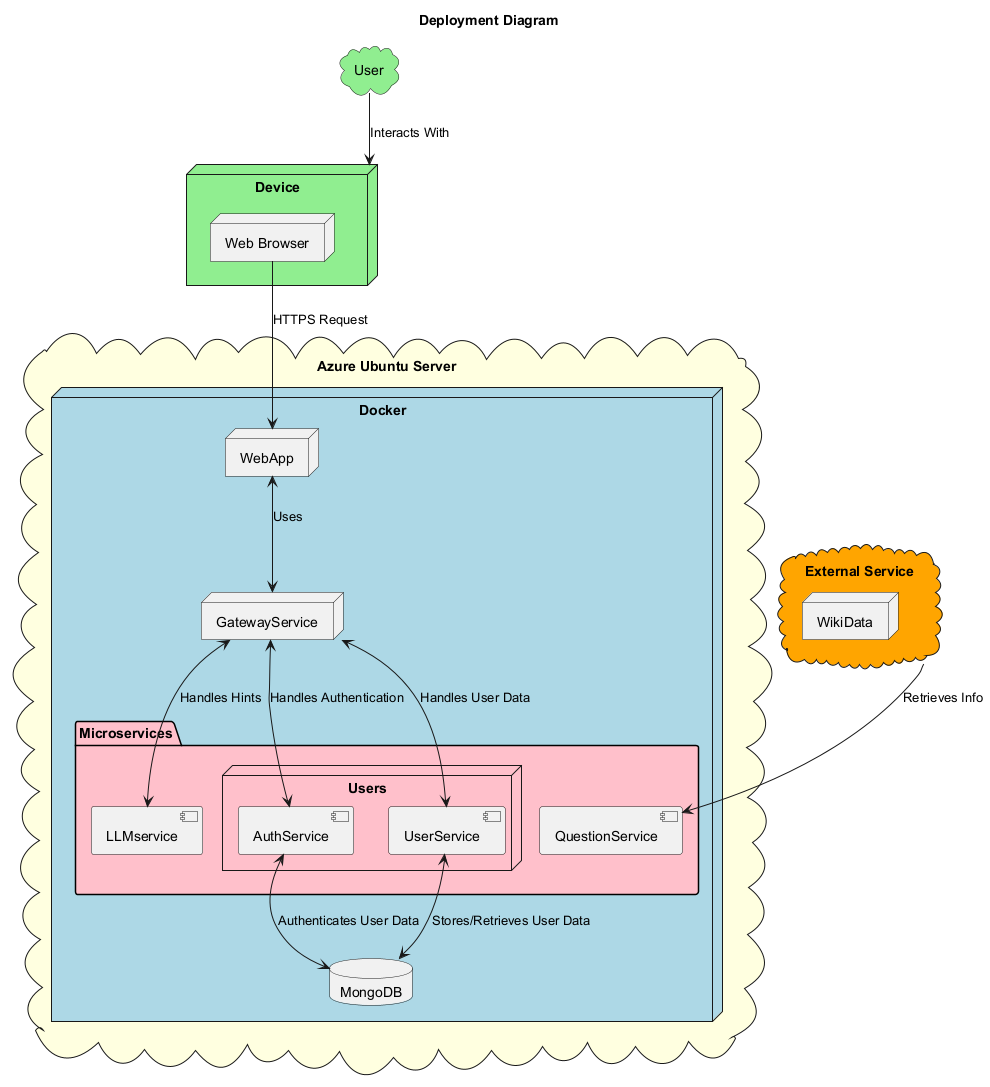 Deployment Diagram
User
Interacts With
Device
Web Browser
HTTPS Request
Azure Ubuntu Server
Docker
WebApp
Uses
External Service
WikiData
GatewayService
Handles Hints
Handles Authentication
Handles User Data
Retrieves Info
Microservices
Users
LLMservice
AuthService
UserService
QuestionService
Authenticates User Data
Stores/Retrieves User Data
MongoDB